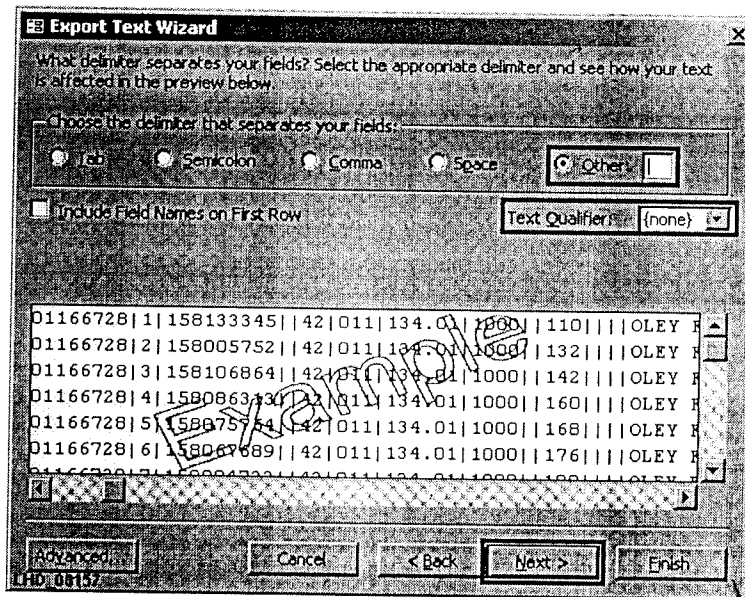 Export Text Wizard
What delimiter separates your fields? Select the appropriate delimiter and see how your text
is affected in the preview below.
Choose the delimiter that separates your fields:
Tab Semicolon Comma Space Other: |
Include Field Names on First Row Text Qualifier: {none}
01166728|1|158133345||42|011|134.01|1000||110||||OLEY
01166728|2|158005752||42|011|134.01|1000||132||||OLEY
01166728|3|158106864||42|011|134.01|1000||142||||OLEY
01166728|4|158086330||42|011|134.01|1000||160||||OLEY
01166728|5|158075754||42|011|134.01|1000||168||||OLEY
01166728|6|158067689||42|011|134.01|1000||176||||OLEY
Example
Advanced... Cancel < Back Next > Finish
LHD_08157